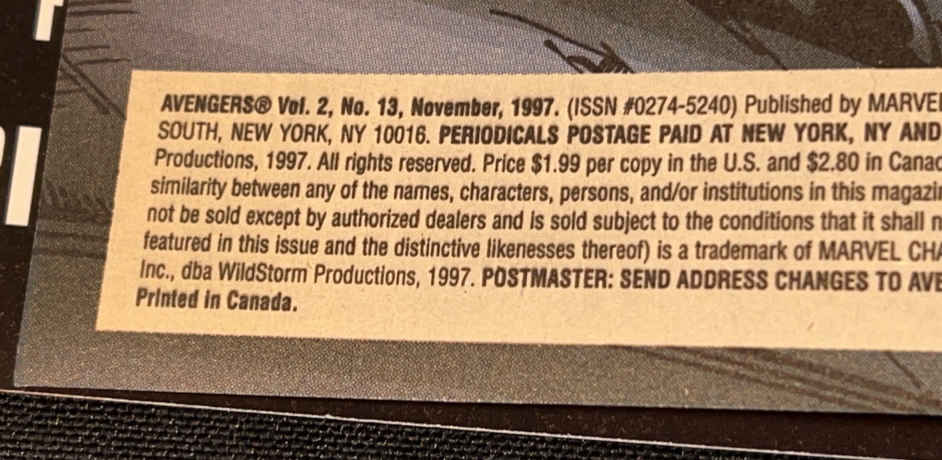 AVENGERS® Vol. 2, No. 13, November, 1997. (ISSN #0274-5240) Published by MARVEL
SOUTH, NEW YORK, NY 10016. PERIODICALS POSTAGE PAID AT NEW YORK, NY AND
Productions, 1997. All rights reserved. Price $1.99 per copy in the U.S. and $2.80 in
similarity between any of the names, characters, persons, and/or institutions in this
not be sold except by authorized dealers and is sold subject to the conditions that it shall
featured in this issue and the distinctive likenesses thereof) is a trademark of MARVEL
Inc., dba WildStorm Productions, 1997. POSTMASTER: SEND ADDRESS CHANGES TO
Printed in Canada.